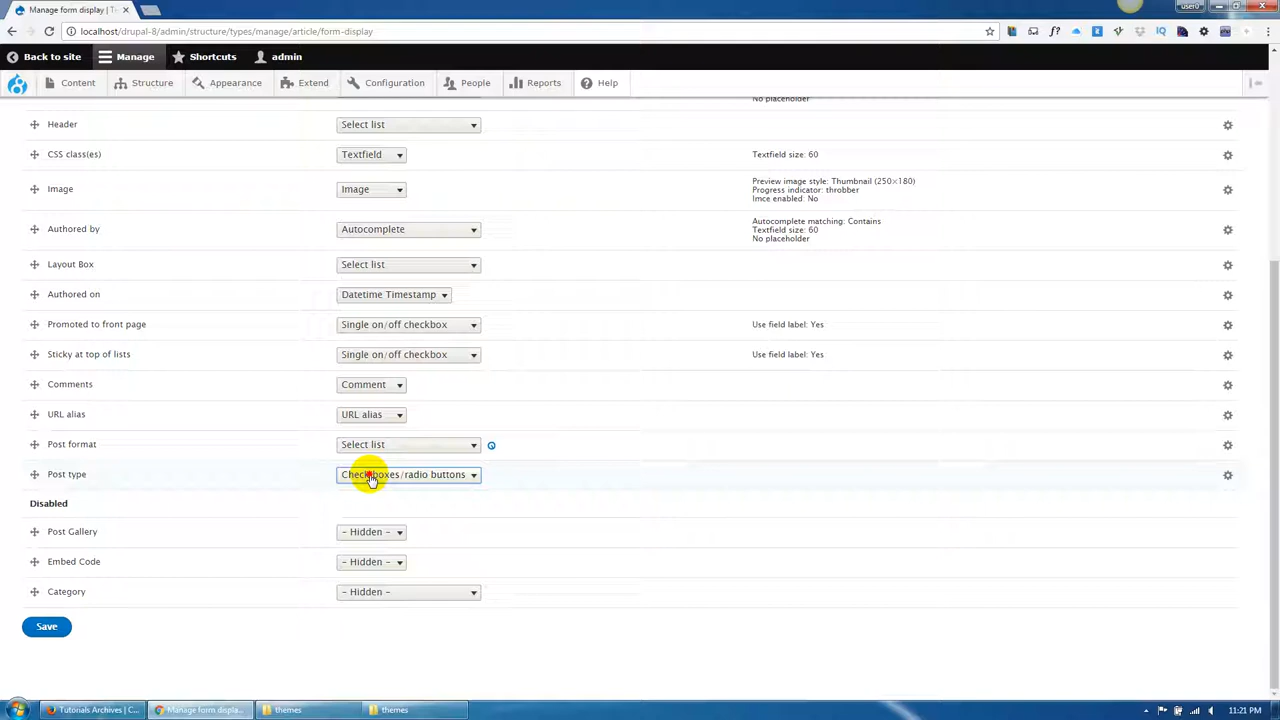 Manage form display | T
user0
localhost/drupal-8/admin/structure/types/manage/article/form-display
Back to site
Manage
Shortcuts
admin
Content
Structure
Appearance
Extend
Configuration
People
Reports
Help
No placeholder
Header
Select list
CSS class(es)
Textfield
Textfield size: 60
Image
Image
Preview image style: Thumbnail (250×180)
Progress indicator: throbber
Imce enabled: No
Authored by
Autocomplete
Autocomplete matching: Contains
Textfield size: 60
No placeholder
Layout Box
Select list
Authored on
Datetime Timestamp
Promoted to front page
Single on/off checkbox
Use field label: Yes
Sticky at top of lists
Single on/off checkbox
Use field label: Yes
Comments
Comment
URL alias
URL alias
Post format
Select list
Post type
Checkboxes/radio buttons
Disabled
Post Gallery
- Hidden -
Embed Code
- Hidden -
Category
- Hidden -
Save
Tutorials Archives | C...
Manage form displa...
themes
themes
11:21 PM